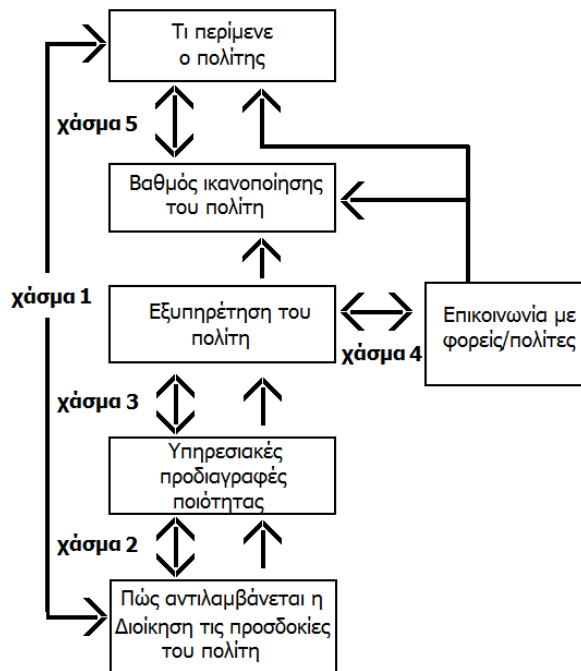 Τι περίμενε
ο πολίτης
χάσμα 5
Βαθμός ικανοποίησης
του πολίτη
χάσμα 1
Εξυπηρέτηση του
πολίτη
Επικοινωνία με
φορείς/πολίτες
χάσμα 4
χάσμα 3
Υπηρεσιακές
προδιαγραφές
ποιότητας
χάσμα 2
Πώς αντιλαμβάνεται η
Διοίκηση τις προσδοκίες
του πολίτη